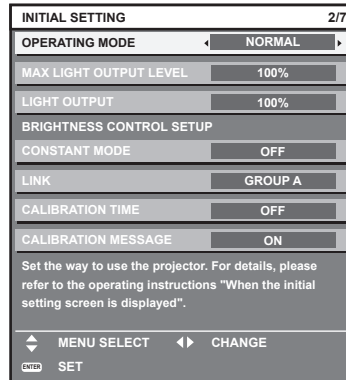 INITIAL SETTING 2/7
OPERATING MODE NORMAL
MAX LIGHT OUTPUT LEVEL 100%
LIGHT OUTPUT 100%
BRIGHTNESS CONTROL SETUP
CONSTANT MODE OFF
LINK GROUP A
CALIBRATION TIME OFF
CALIBRATION MESSAGE ON
Set the way to use the projector. For details, please
refer to the operating instructions "When the initial
setting screen is displayed".
MENU SELECT CHANGE
ENTER SET